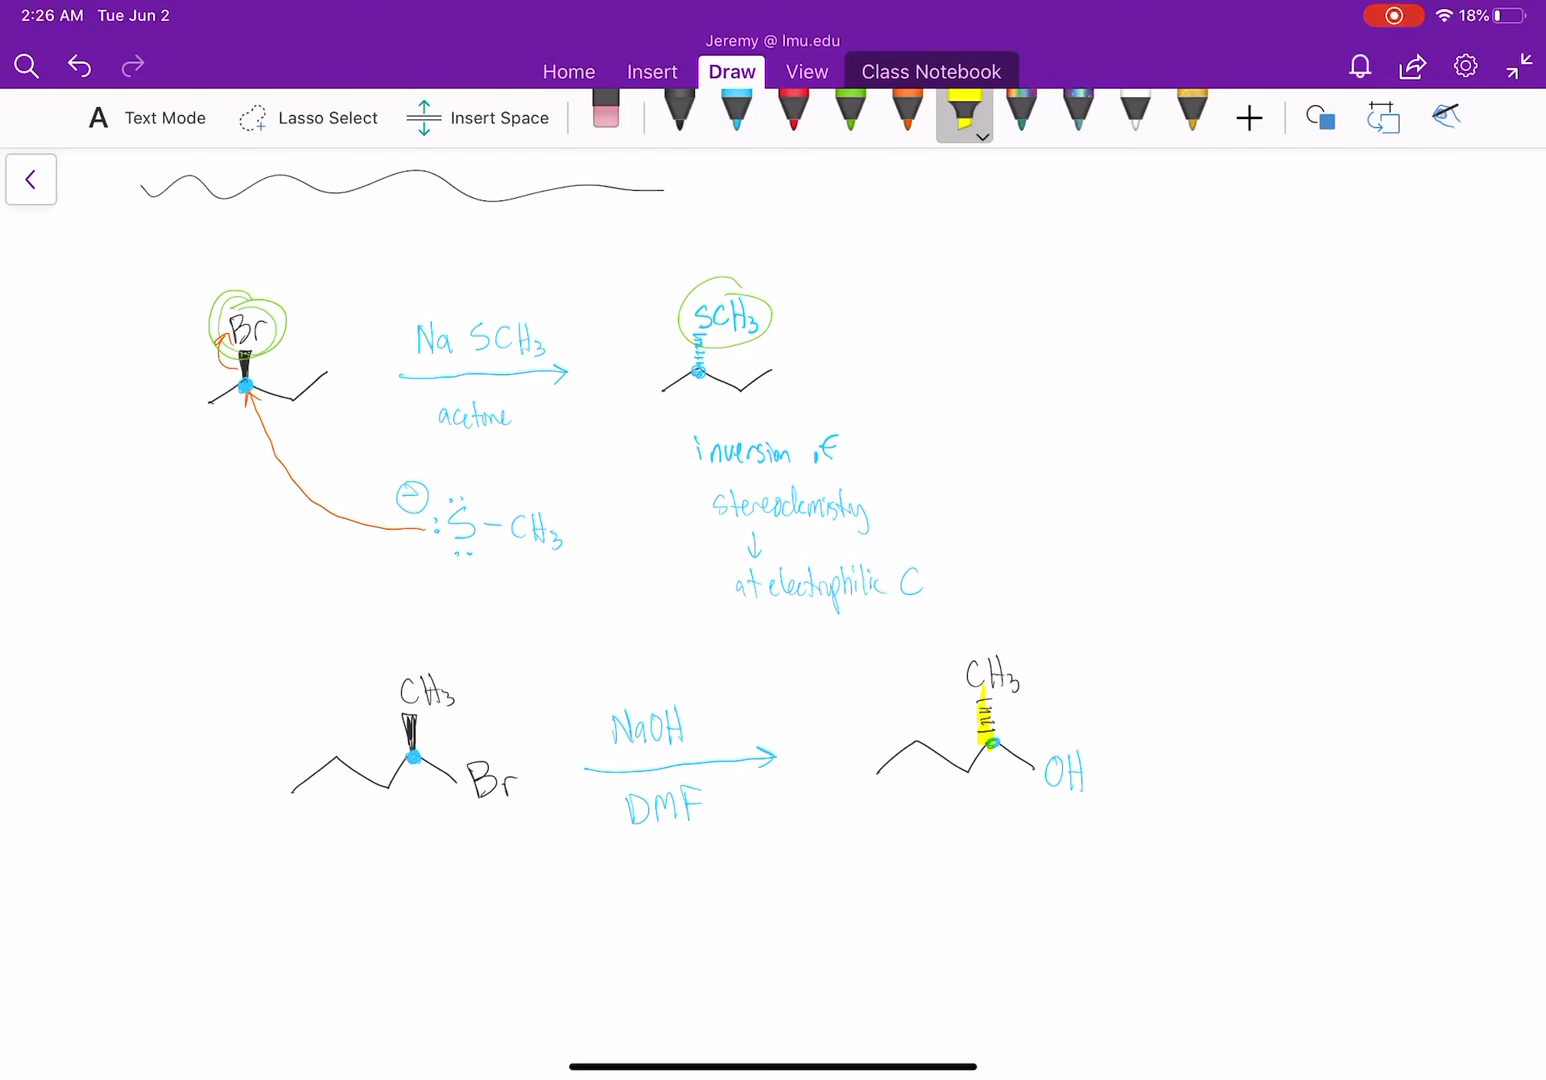 2:26 AM Tue Jun 2
18%
Jeremy @ lmu.edu
Home Insert Draw View Class Notebook
A Text Mode Lasso Select Insert Space
Br
Na SCH3
acetone
SCH3
inversion of
stereochemistry
↓
at electrophilic C
:S̈ - CH3
CH3
Br
NaOH
DMF
CH3
OH